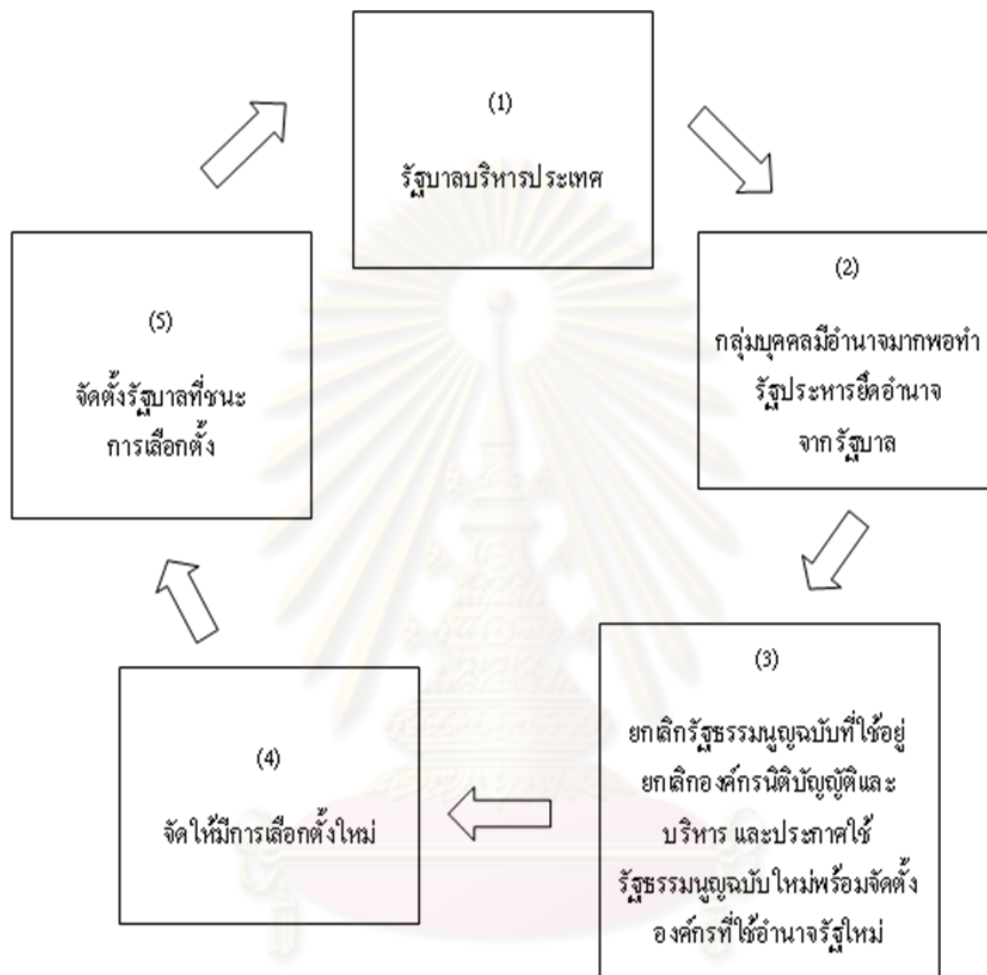 (1)
รัฐบาลบริหารประเทศ
(2)
กลุ่มบุคคลมีอำนาจมากพอทำ
รัฐประหารยึดอำนาจ
จากรัฐบาล
(3)
ยกเลิกรัฐธรรมนูญฉบับที่ใช้อยู่
ยกเลิกองค์กรนิติบัญญัติและ
บริหาร และประกาศใช้
รัฐธรรมนูญฉบับใหม่พร้อมจัดตั้ง
องค์กรที่ใช้อำนาจรัฐใหม่
(4)
จัดให้มีการเลือกตั้งใหม่
(5)
จัดตั้งรัฐบาลที่ชนะ
การเลือกตั้ง